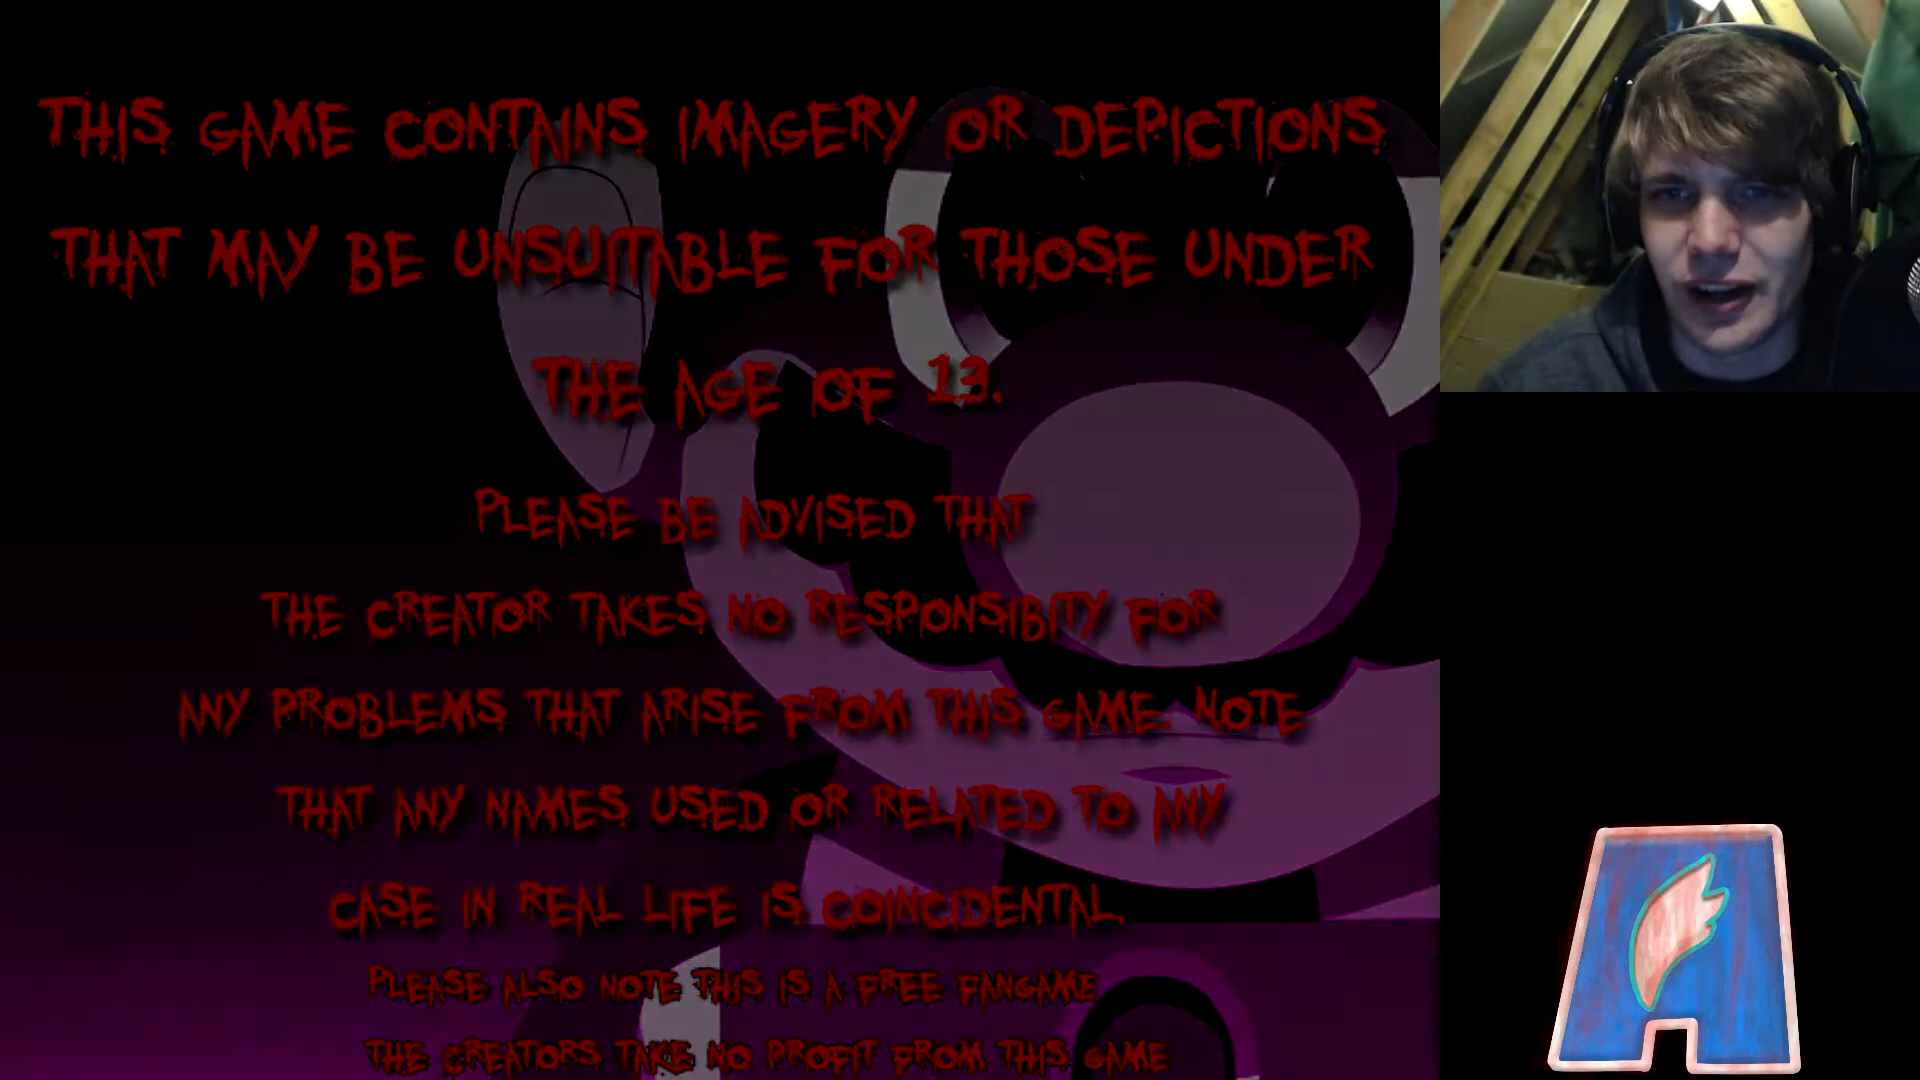 THIS GAME CONTAINS IMAGERY OR DEPICTIONS
THAT MAY BE UNSUITABLE FOR THOSE UNDER
THE AGE OF 13.
PLEASE BE ADVISED THAT
THE CREATOR TAKES NO RESPONSIBITY FOR
ANY PROBLEMS THAT ARISE FROM THIS GAME. NOTE
THAT ANY NAMES USED OR RELATED TO ANY
CASE IN REAL LIFE IS COINCIDENTAL.
PLEASE ALSO NOTE THIS IS A FREE FANGAME
THE CREATORS TAKE NO PROFIT FROM THIS GAME